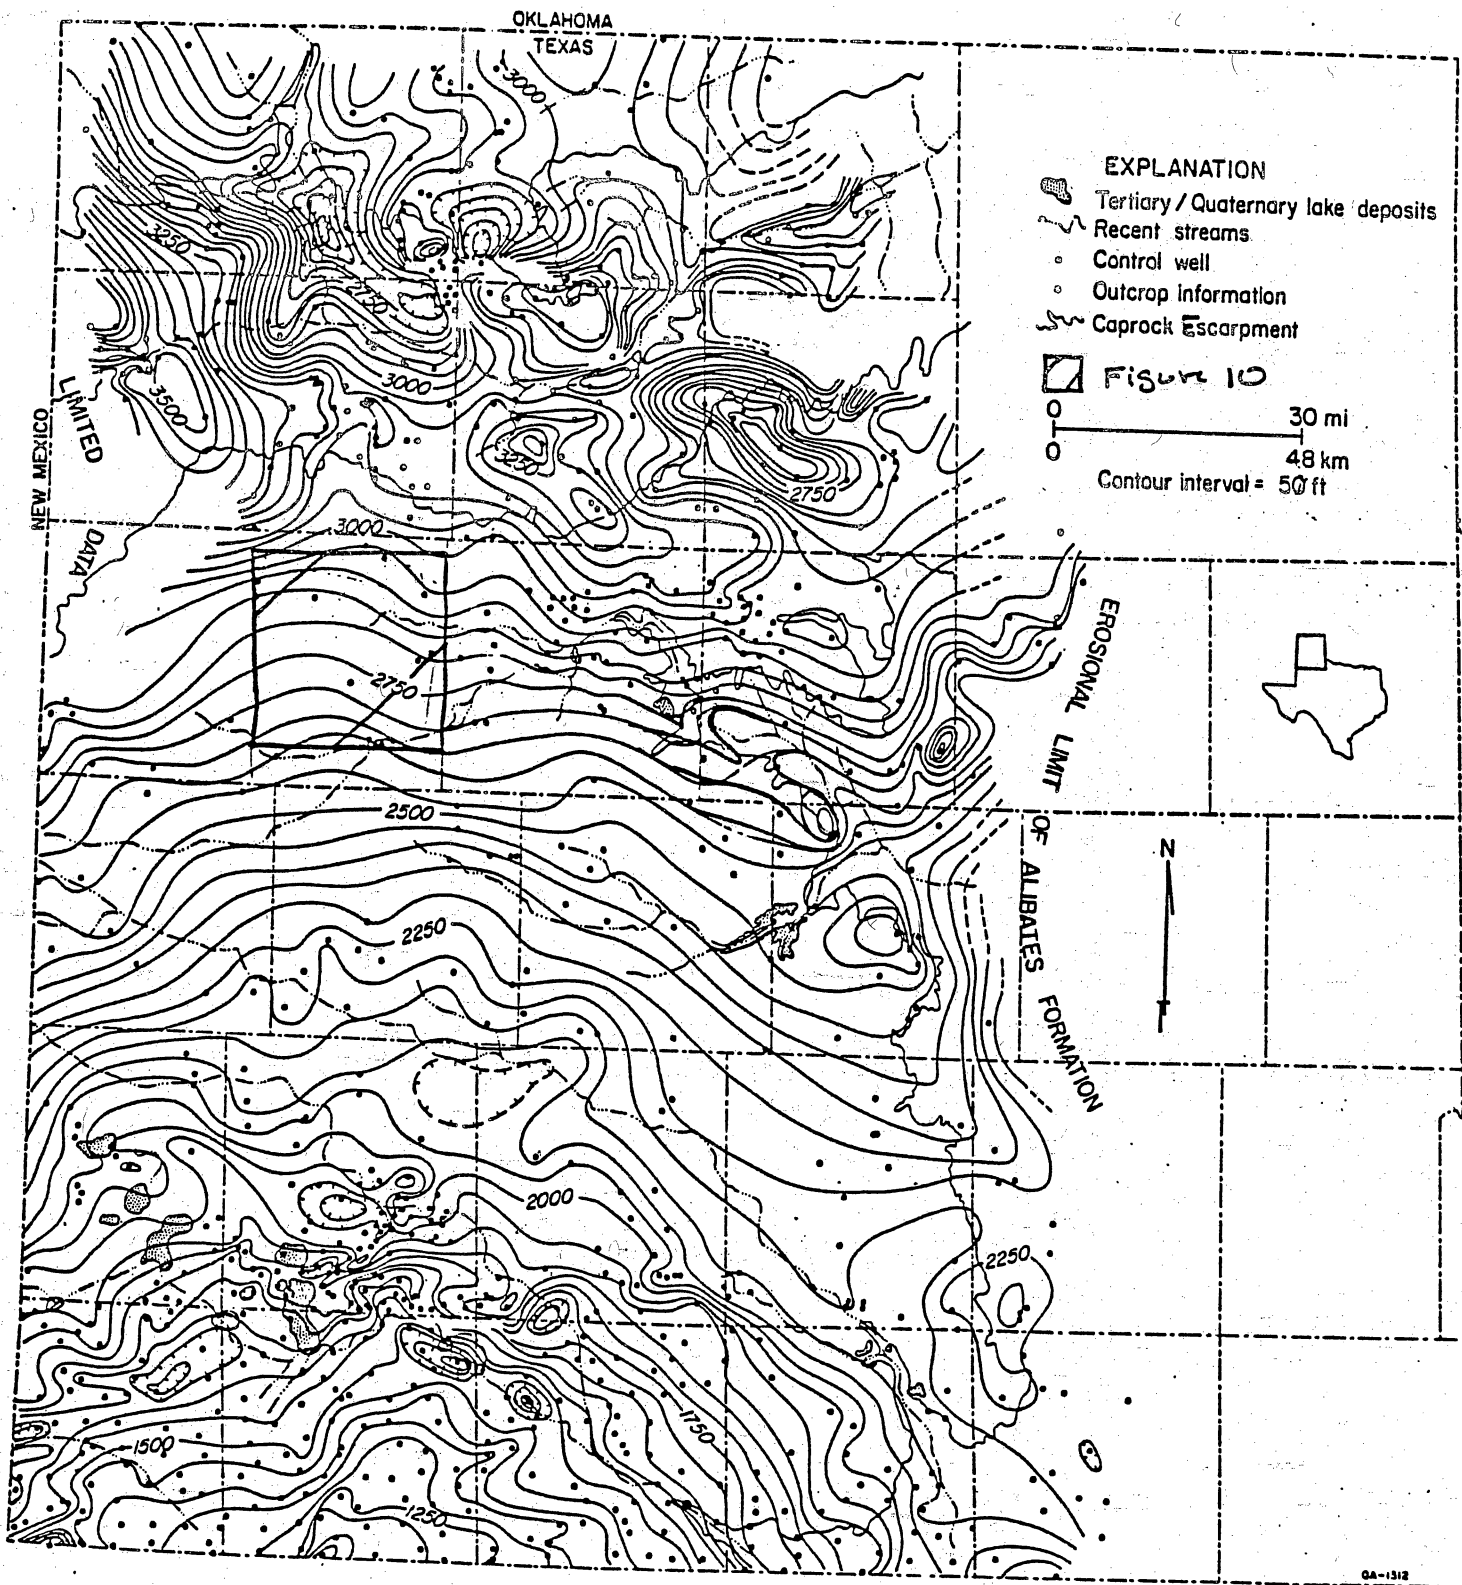 OKLAHOMA
TEXAS
3000
EXPLANATION
Tertiary / Quaternary lake deposits
Recent streams
Control well
Outcrop information
Caprock Escarpment
Figure 10
0 30 mi
0 48 km
Contour interval = 50 ft
3250
2750
3000
3500
3250
2750
NEW MEXICO
LIMITED
DATA
3000
2750
2500
2250
EROSIONAL LIMIT OF ALIBATES FORMATION
N
2000
2250
1750
1500
1250
QA-1312